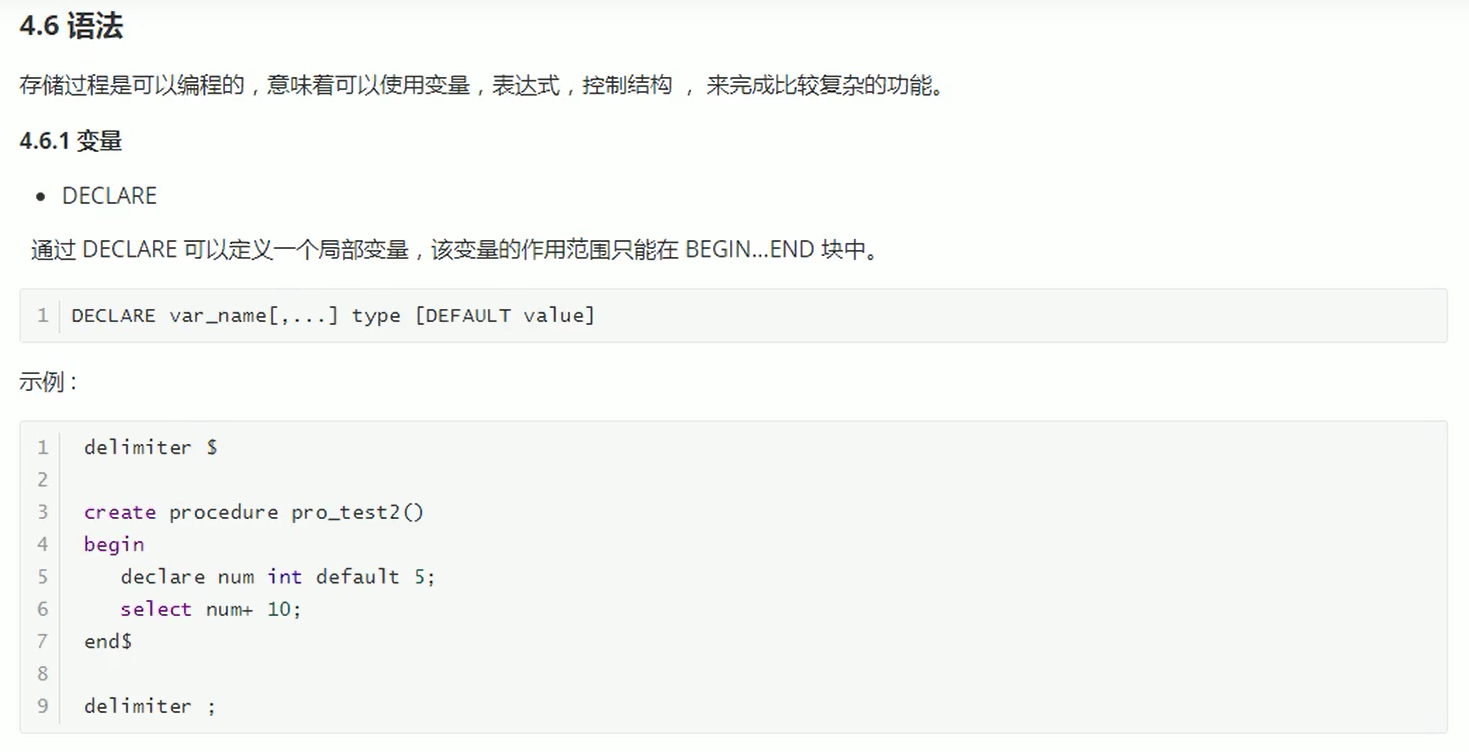 4.6 语法
存储过程是可以编程的，意味着可以使用变量，表达式，控制结构 ， 来完成比较复杂的功能。
4.6.1 变量
• DECLARE
通过 DECLARE 可以定义一个局部变量，该变量的作用范围只能在 BEGIN...END 块中。
1 DECLARE var_name[,...] type [DEFAULT value]
示例：
1 delimiter $
2
3 create procedure pro_test2()
4 begin
5 declare num int default 5;
6 select num+ 10;
7 end$
8
9 delimiter ;